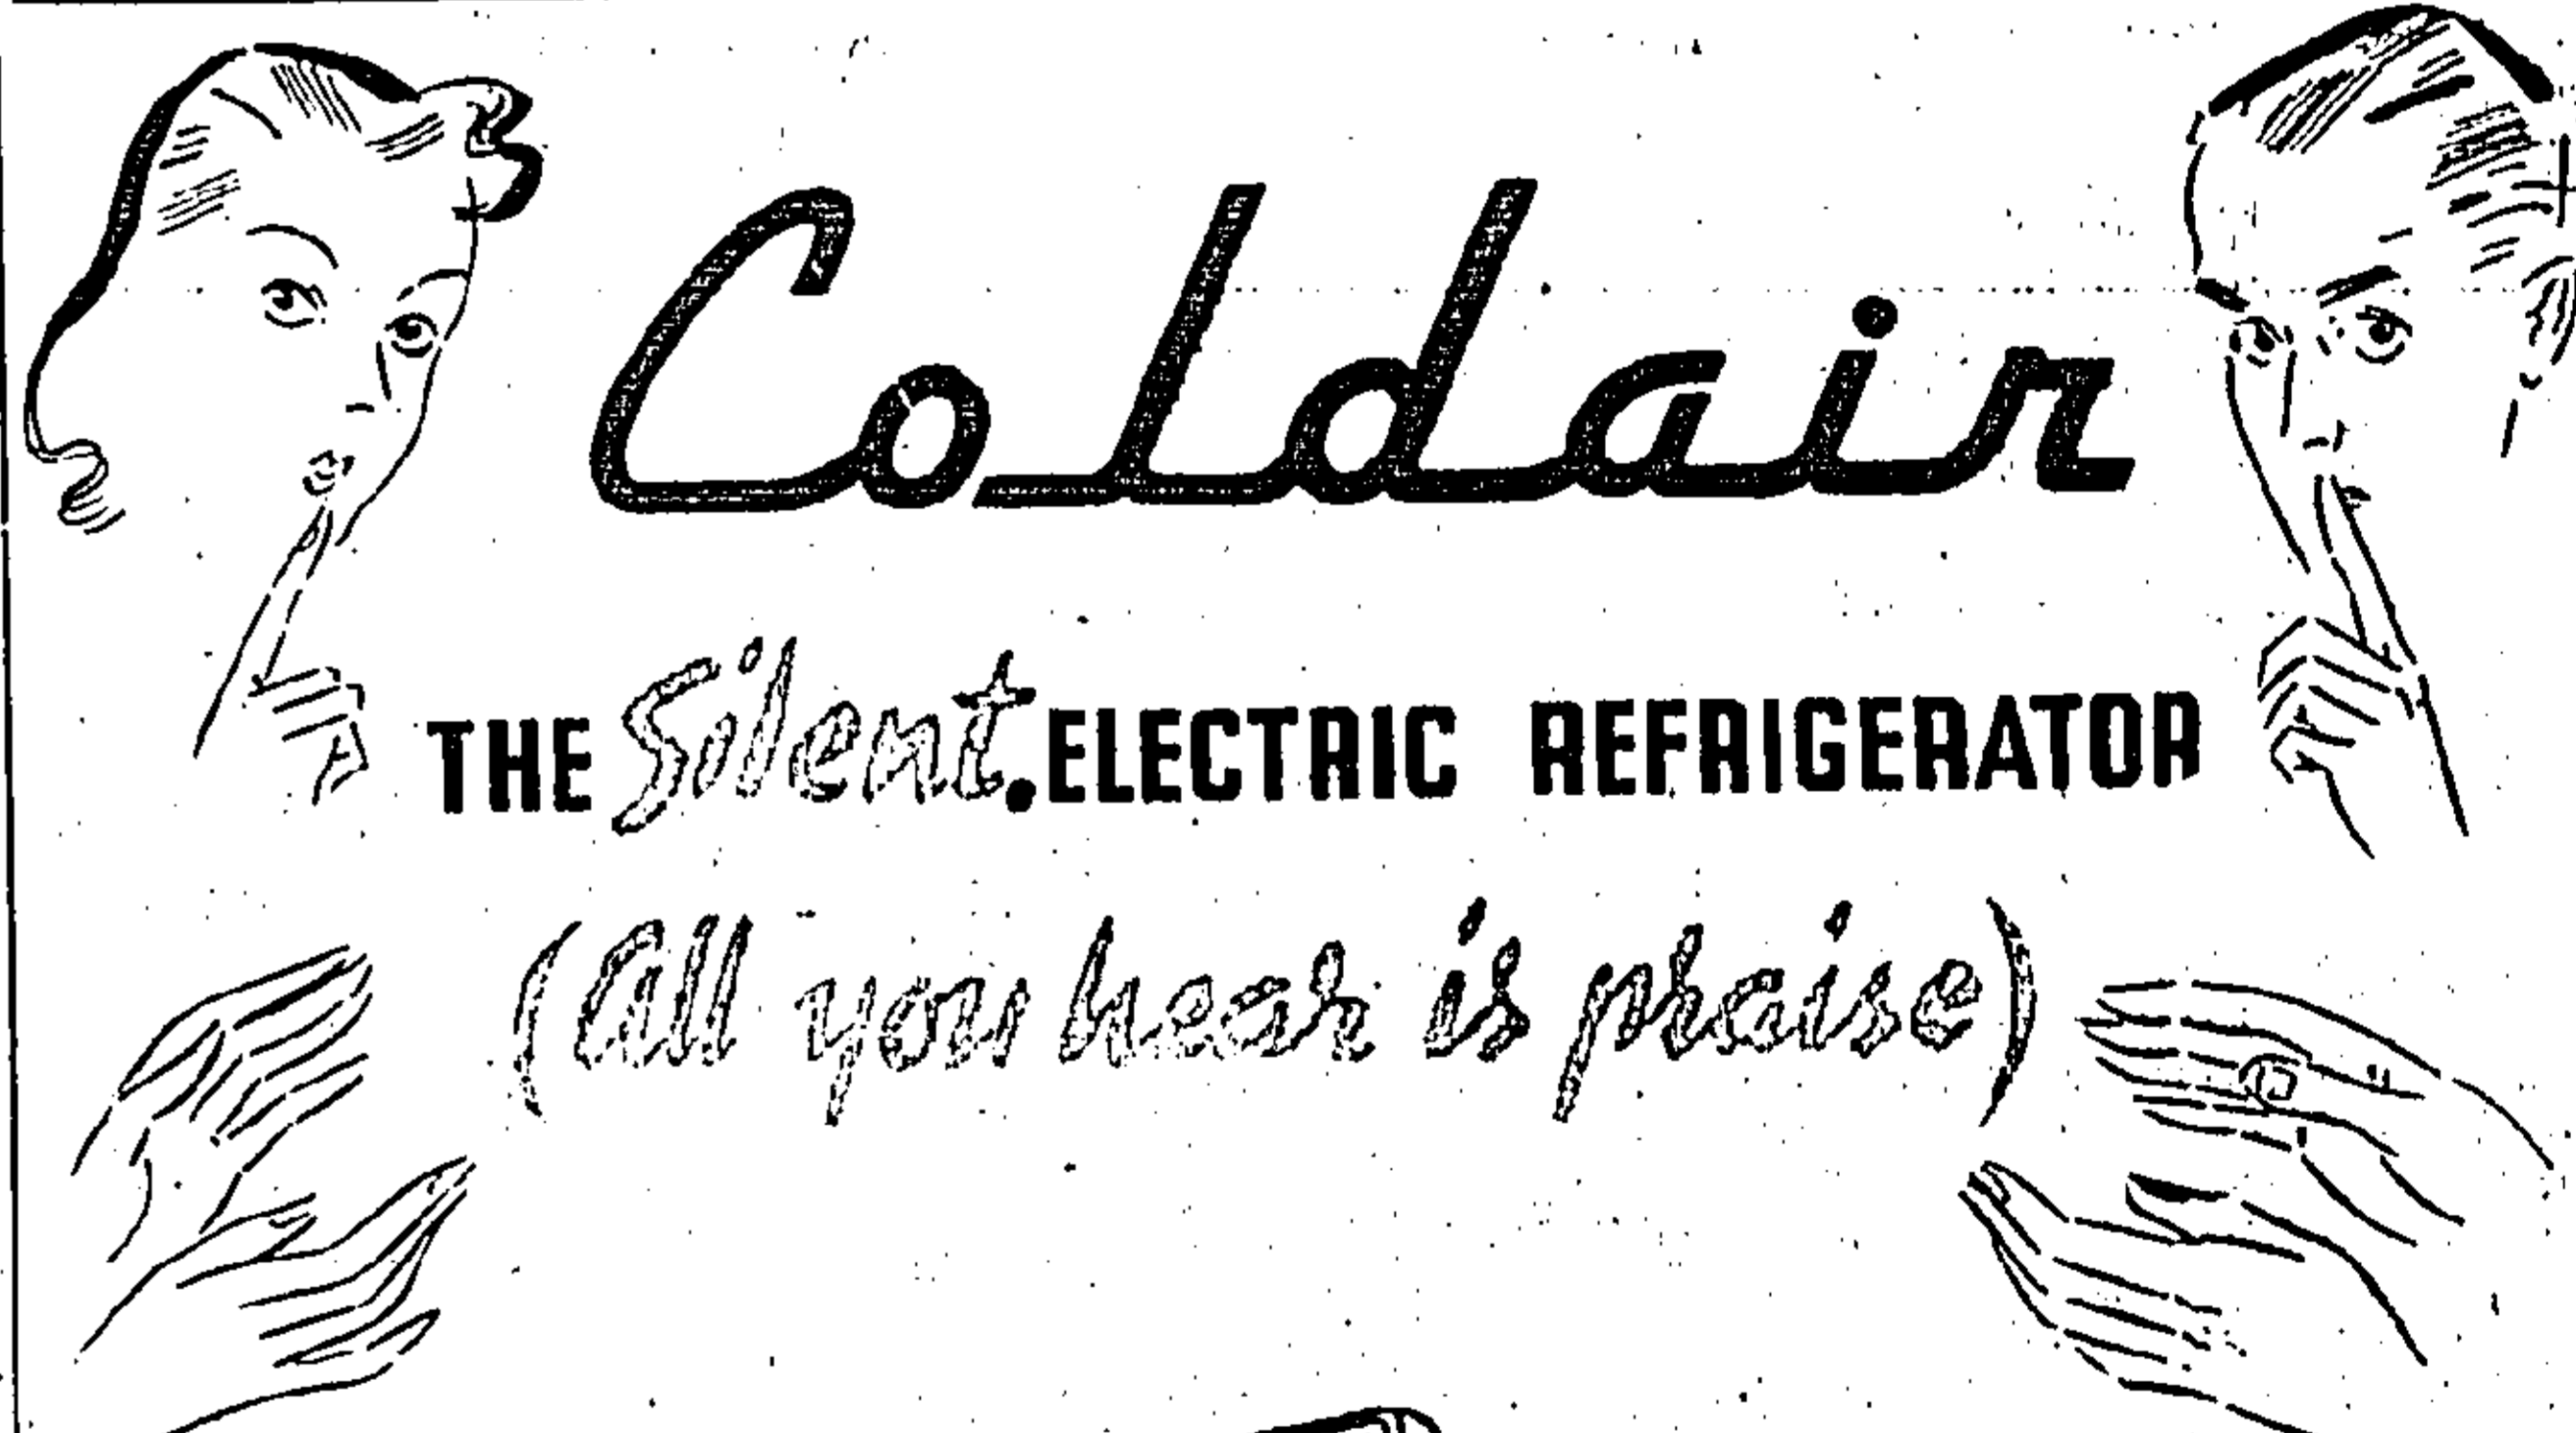 Coldair
THE Silent. ELECTRIC REFRIGERATOR
(All you hear is praise)